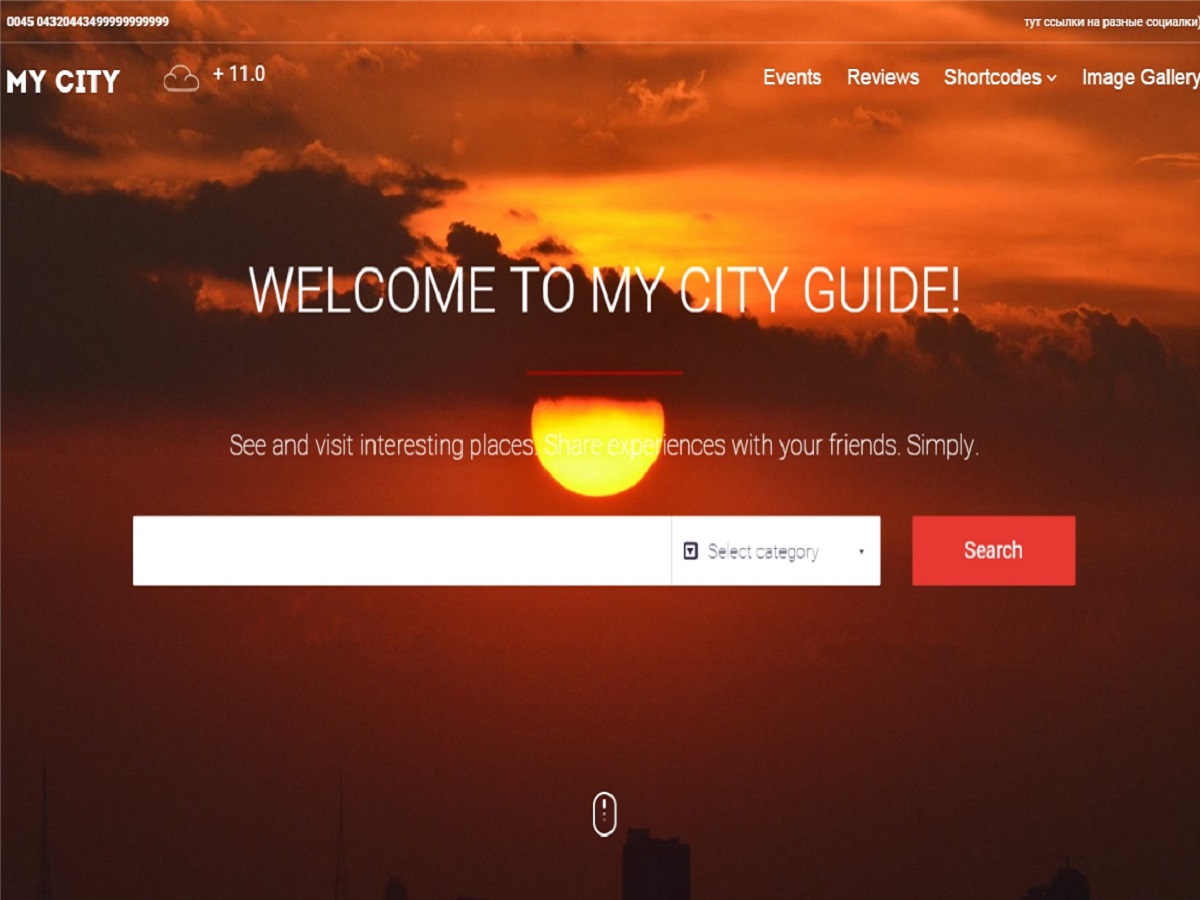 0045 04320443499999999999
тут ссылки на разные социалки)
MY CITY
+ 11.0
Events
Reviews
Shortcodes
Image Gallery
WELCOME TO MY CITY GUIDE!
See and visit interesting places. Share experiences with your friends. Simply.
Select category
Search